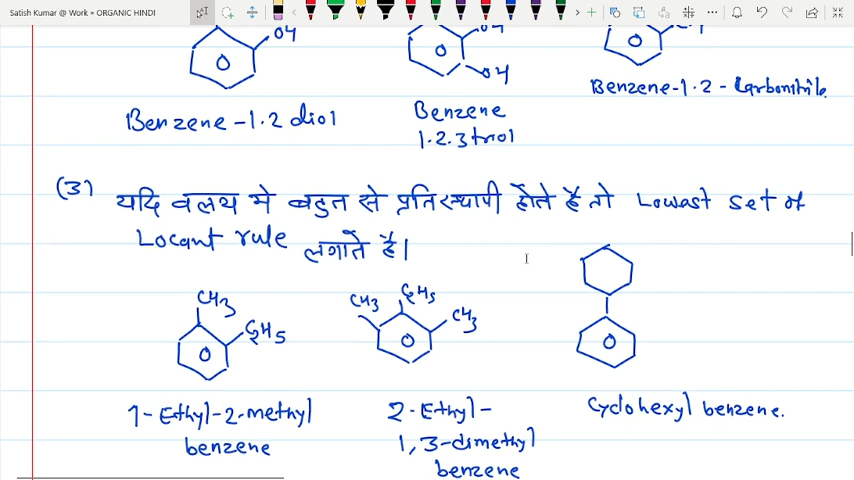 Satish Kumar @ Work » ORGANIC HINDI
OH
OH
OH
Benzene-1.2 diol
Benzene
1.2.3 triol
Benzene-1.2-Carbonitrile
(3) यदि वलय मे बहुत से प्रतिस्थापी होते हैं तो Lowest set of
Locant rule लगाते हैं।
CH3
C2H5
CH3
C2H5
CH3
1-Ethyl-2-methyl
benzene
2-Ethyl-
1,3-dimethyl
benzene
Cyclohexyl benzene.